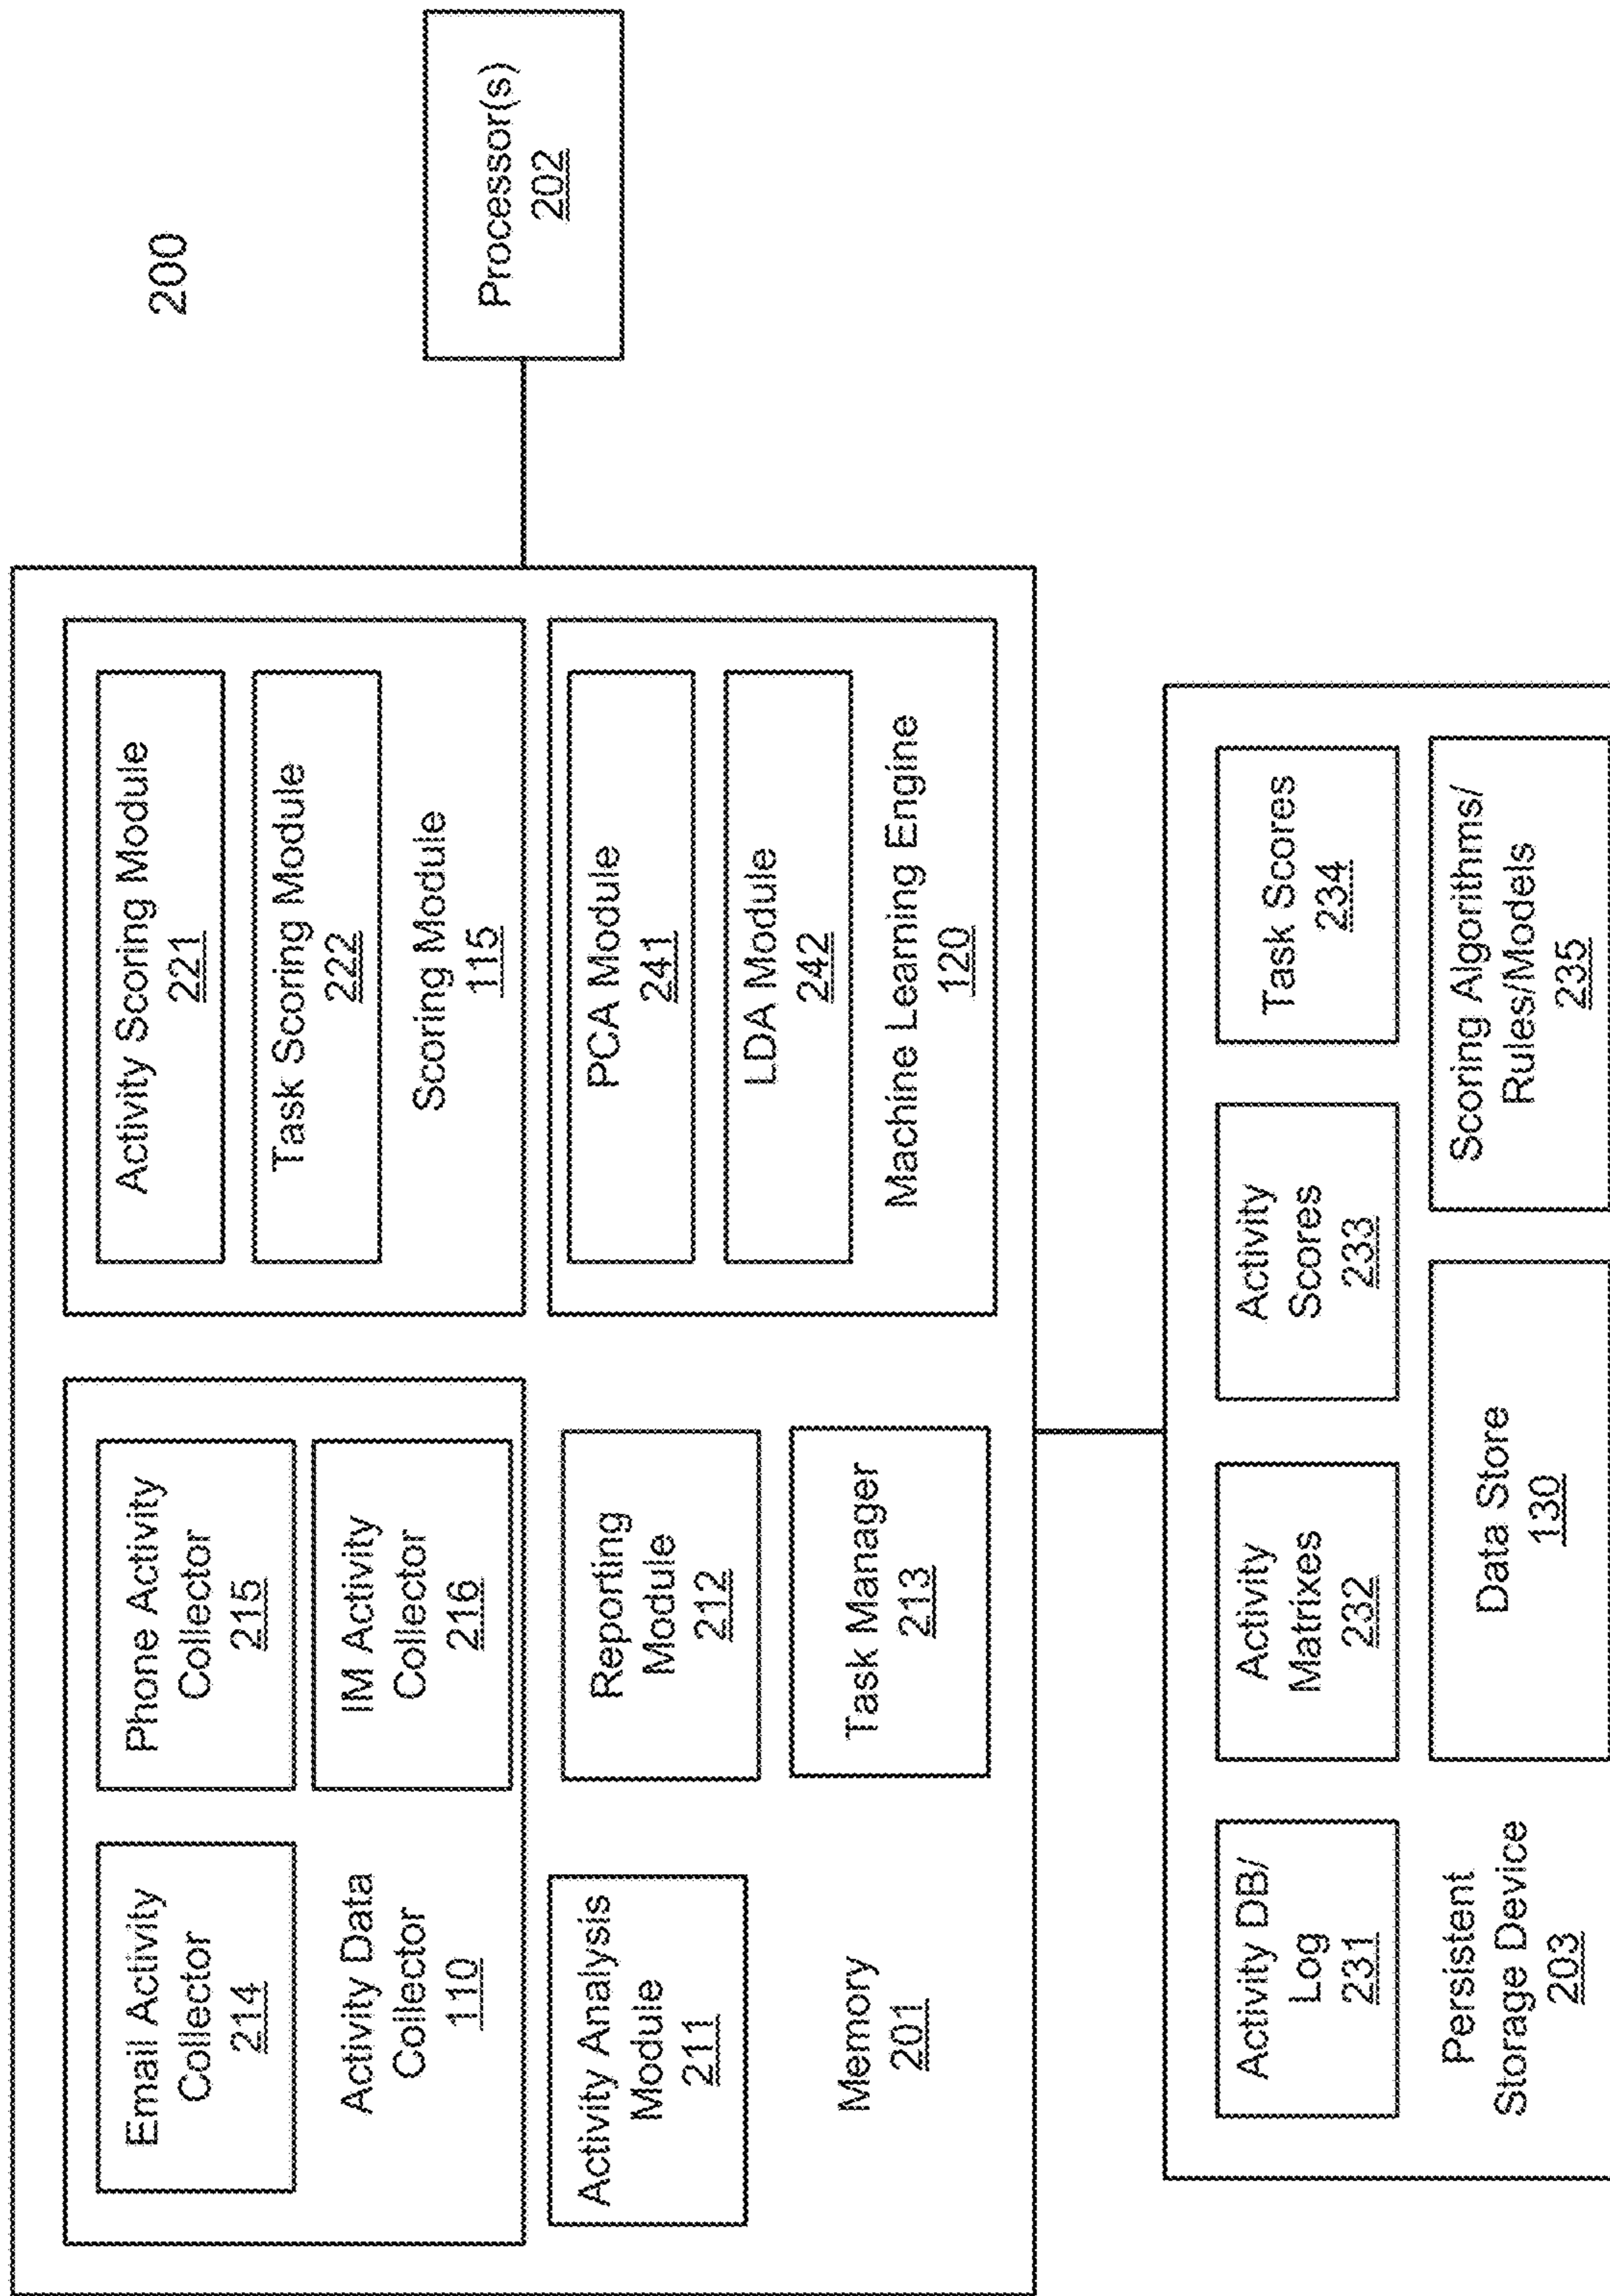 200
Email Activity
Collector
214
Phone Activity
Collector
215
Activity Data
Collector
110
IM Activity
Collector
216
Activity Analysis
Module
211
Reporting
Module
212
Memory
201
Task Manager
213
Activity Scoring Module
221
Task Scoring Module
222
Scoring Module
115
PCA Module
241
LDA Module
242
Machine Learning Engine
120
Processor(s)
202
Activity DB/
Log
231
Activity
Matrixes
232
Activity
Scores
233
Task Scores
234
Persistent
Storage Device
203
Data Store
130
Scoring Algorithms/
Rules/Models
235